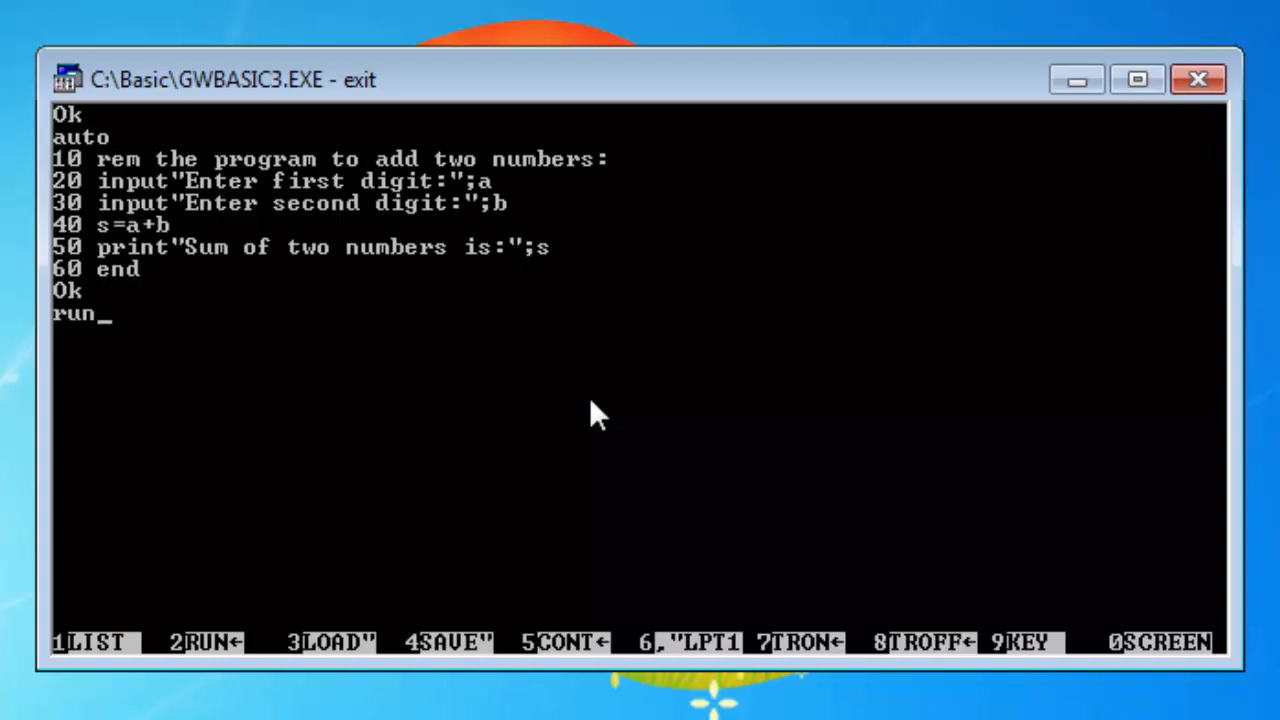 C:\Basic\GWBASIC3.EXE - exit
Ok
auto
10 rem the program to add two numbers:
20 input"Enter first digit:";a
30 input"Enter second digit:";b
40 s=a+b
50 print"Sum of two numbers is:";s
60 end
Ok
run_
1LIST 2RUN← 3LOAD" 4SAVE" 5CONT← 6,"LPT1 7TRON← 8TROFF← 9KEY 0SCREEN